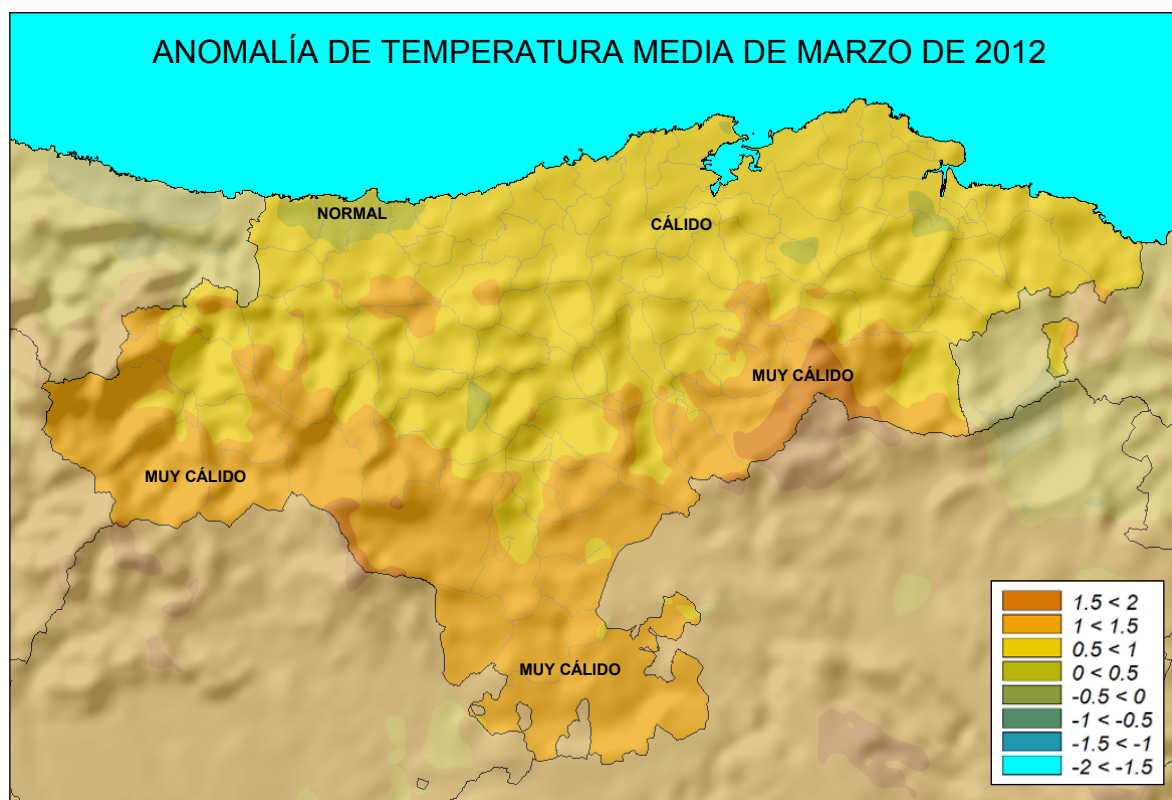 ANOMALÍA DE TEMPERATURA MEDIA DE MARZO DE 2012
NORMAL
CÁLIDO
MUY CÁLIDO
MUY CÁLIDO
MUY CÁLIDO
1.5 < 2
1 < 1.5
0.5 < 1
0 < 0.5
-0.5 < 0
-1 < -0.5
-1.5 < -1
-2 < -1.5